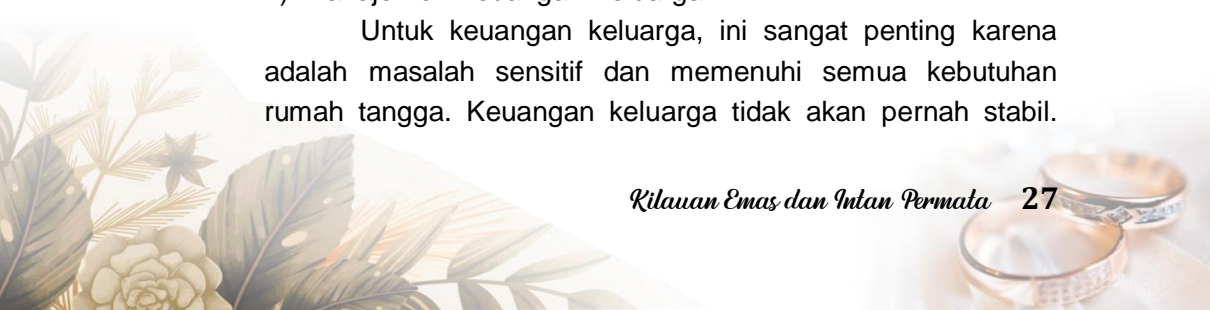 Untuk keuangan keluarga, ini sangat penting karena
adalah masalah sensitif dan memenuhi semua kebutuhan
rumah tangga. Keuangan keluarga tidak akan pernah stabil.
Kilauan Emas dan Intan Permata 27